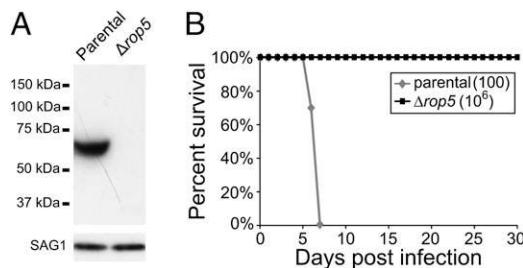 A
Parental
Δrop5
150 kDa
100 kDa
75 kDa
50 kDa
37 kDa
SAG1
B
100%
80%
60%
40%
20%
0%
Percent survival
parental (100)
Δrop5 (10⁶)
0 5 10 15 20 25 30
Days post infection